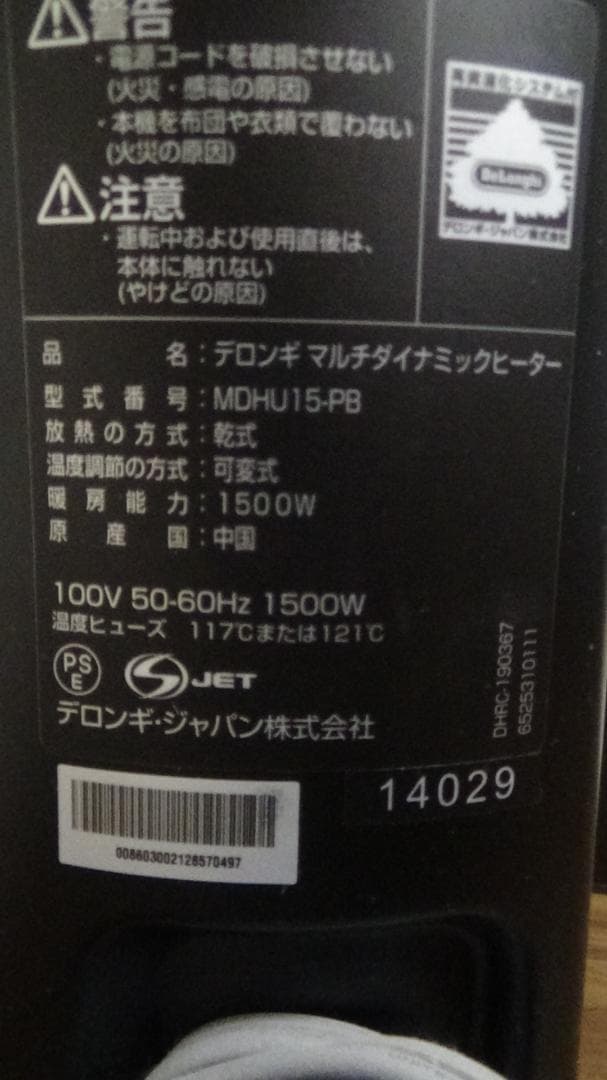 警告
・電源コードを破損させない
(火災・感電の原因)
・本機を布団や衣類で覆わない
(火災の原因)
注意
・運転中および使用直後は、
本体に触れない
(やけどの原因)
DeLonghi
デロンギ・ジャパン株式会社
品 名：デロンギ マルチダイナミックヒーター
型式番号：MDHU15-PB
放熱の方式：乾式
温度調節の方式：可変式
暖房能力：1500W
原産国：中国
100V 50-60Hz 1500W
温度ヒューズ 117℃または121℃
PS
E
S JET
デロンギ・ジャパン株式会社
DHRC-190367
6525310111
14029
008603002128570497